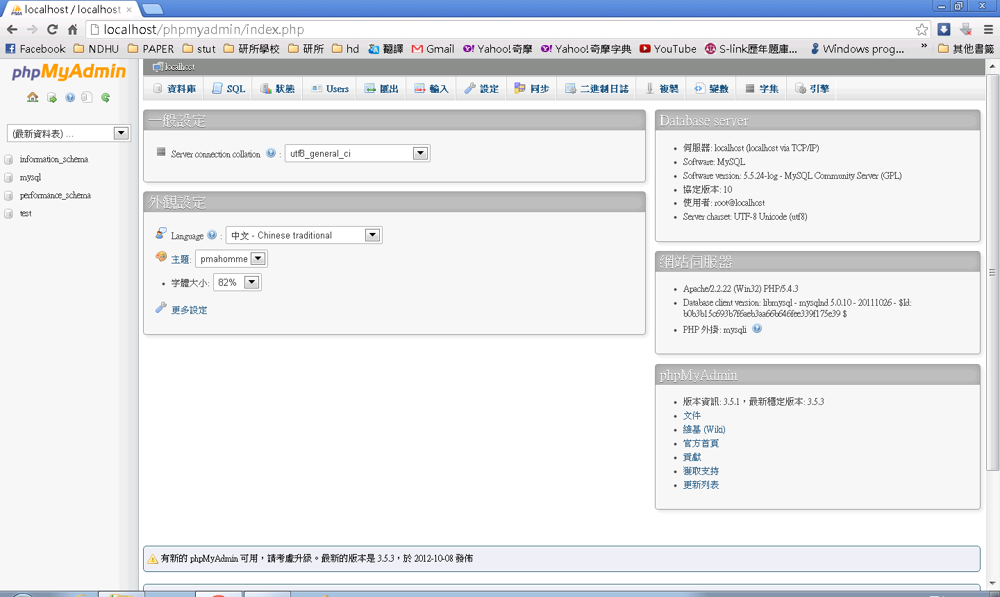 PMA localhost / localhost
localhost/phpmyadmin/index.php
Facebook NDHU PAPER stut 研所學校 研所 hd 翻譯 Gmail Yahoo!奇摩 Yahoo!奇摩字典 YouTube S-link歷年題庫... Windows prog... » 其他書籤
phpMyAdmin
(最新資料表) ...
information_schema
mysql
performance_schema
test
localhost
資料庫 SQL 狀態 Users 匯出 輸入 設定 同步 二進制日誌 複製 變數 字集 引擎
一般設定
Server connection collation : utf8_general_ci
外觀設定
Language : 中文 - Chinese traditional
主題: pmahomme
字體大小: 82%
更多設定
Database server
伺服器: localhost (localhost via TCP/IP)
Software: MySQL
Software version: 5.5.24-log - MySQL Community Server (GPL)
協定版本: 10
使用者: root@localhost
Server charset: UTF-8 Unicode (utf8)
網站伺服器
Apache/2.2.22 (Win32) PHP/5.4.3
Database client version: libmysql - mysqlnd 5.0.10 - 20111026 - $Id:
b0b3b15c693b7f6aeb3aa66b646fee339f175e39 $
PHP 外掛: mysqli
phpMyAdmin
版本資訊: 3.5.1，最新穩定版本: 3.5.3
文件
維基 (Wiki)
官方首頁
貢獻
獲取支持
更新列表
有新的 phpMyAdmin 可用，請考慮升級。最新的版本是 3.5.3，於 2012-10-08 發佈